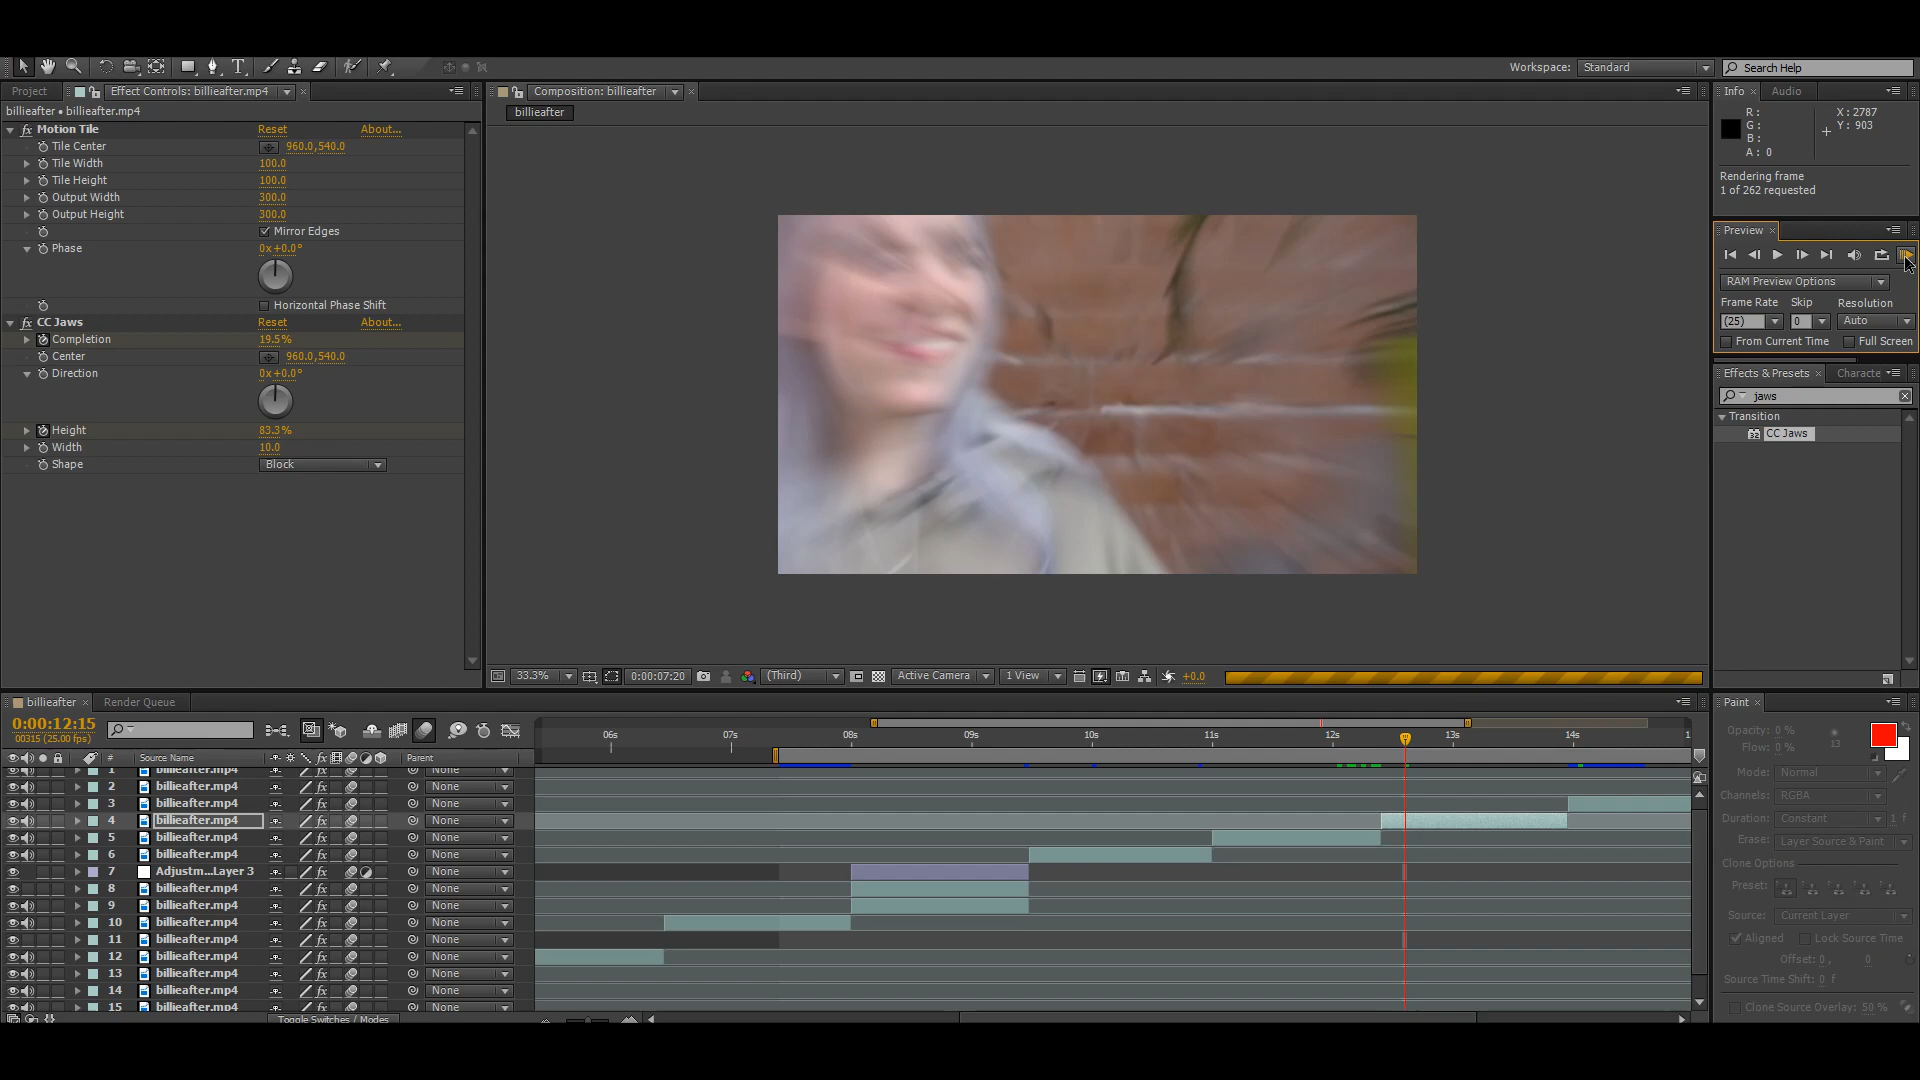 Workspace: Standard Search Help
Project Effect Controls: billieafter.mp4
Composition: billieafter
Info Audio
billieafter • billieafter.mp4
billieafter
Motion Tile Reset About...
Tile Center 960.0,540.0
Tile Width 100.0
Tile Height 100.0
Output Width 300.0
Output Height 300.0
Mirror Edges
Phase 0x+0.0°
Horizontal Phase Shift
CC Jaws Reset About...
Completion 19.5%
Center 960.0,540.0
Direction 0x+0.0°
Height 83.3%
Width 10.0
Shape Block
R :
G :
B :
A : 0
X : 2787
Y : 903
Rendering frame
1 of 262 requested
Preview
RAM Preview Options
Frame Rate Skip Resolution
(25) 0 Auto
From Current Time Full Screen
Effects & Presets Characte
jaws
Transition
32 CC Jaws
33.3% 0:00:07:20 (Third) Active Camera 1 View +0.0
billieafter Render Queue
0:00:12:15
00315 (25.00 fps)
06s 07s 08s 09s 10s 11s 12s 13s 14s 1
# Source Name fx Parent
1 billieafter.mp4 None
2 billieafter.mp4 None
3 billieafter.mp4 None
4 billieafter.mp4 None
5 billieafter.mp4 None
6 billieafter.mp4 None
7 Adjustm...Layer 3 None
8 billieafter.mp4 None
9 billieafter.mp4 None
10 billieafter.mp4 None
11 billieafter.mp4 None
12 billieafter.mp4 None
13 billieafter.mp4 None
14 billieafter.mp4 None
15 billieafter.mp4 None
Toggle Switches / Modes
Paint
Opacity: 0 %
Flow: 0 % 13
Mode: Normal
Channels: RGBA
Duration: Constant 1 f
Erase: Layer Source & Paint
Clone Options
Preset:
Source: Current Layer
Aligned Lock Source Time
Offset: 0 , 0
Source Time Shift: 0 f
Clone Source Overlay: 50 %